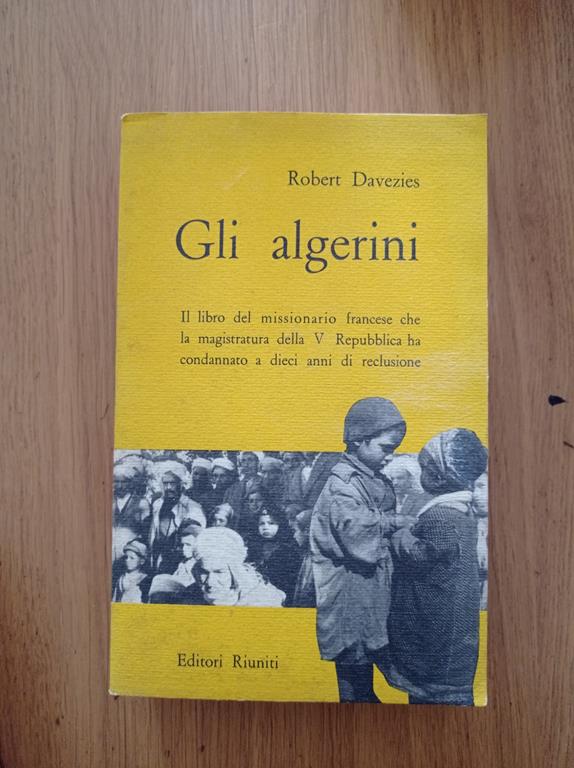 Robert Davezies
Gli algerini
Il libro del missionario francese che
la magistratura della V Repubblica ha
condannato a dieci anni di reclusione
Editori Riuniti